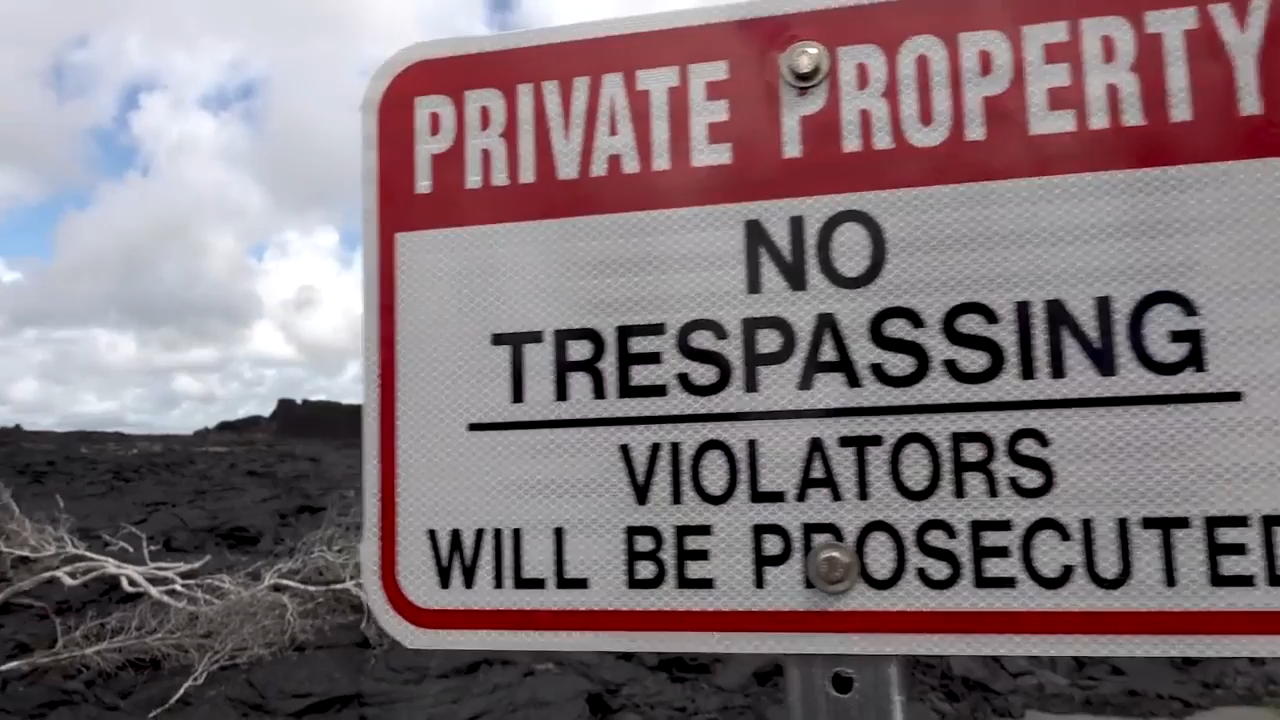 PRIVATE PROPERTY
NO
TRESPASSING
VIOLATORS
WILL BE PROSECUTED